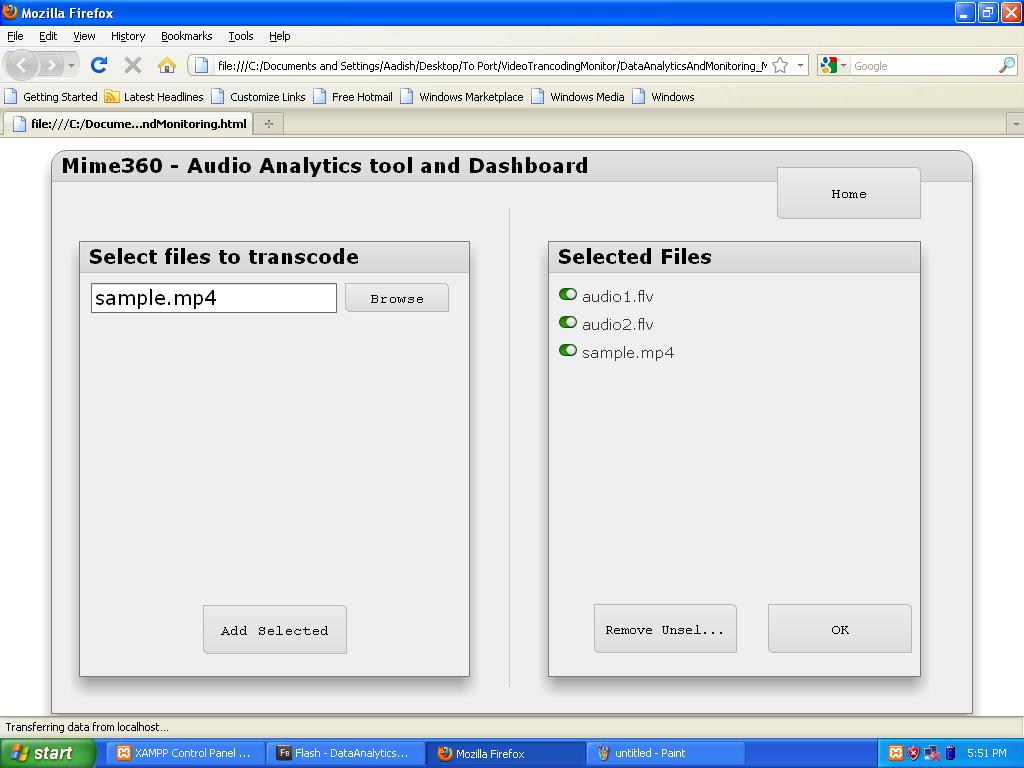 Mozilla Firefox
File Edit View History Bookmarks Tools Help
file:///C:/Documents and Settings/Aadish/Desktop/To Port/VideoTrancodingMonitor/DataAnalyticsAndMonitoring_M Google
Getting Started Latest Headlines Customize Links Free Hotmail Windows Marketplace Windows Media Windows
file:///C:/Docume...ndMonitoring.html
Mime360 - Audio Analytics tool and Dashboard
Home
Select files to transcode
sample.mp4 Browse
Add Selected
Selected Files
audio1.flv
audio2.flv
sample.mp4
Remove Unsel... OK
Transferring data from localhost...
start XAMPP Control Panel ... Fb Flash - DataAnalytics... Mozilla Firefox untitled - Paint 5:51 PM